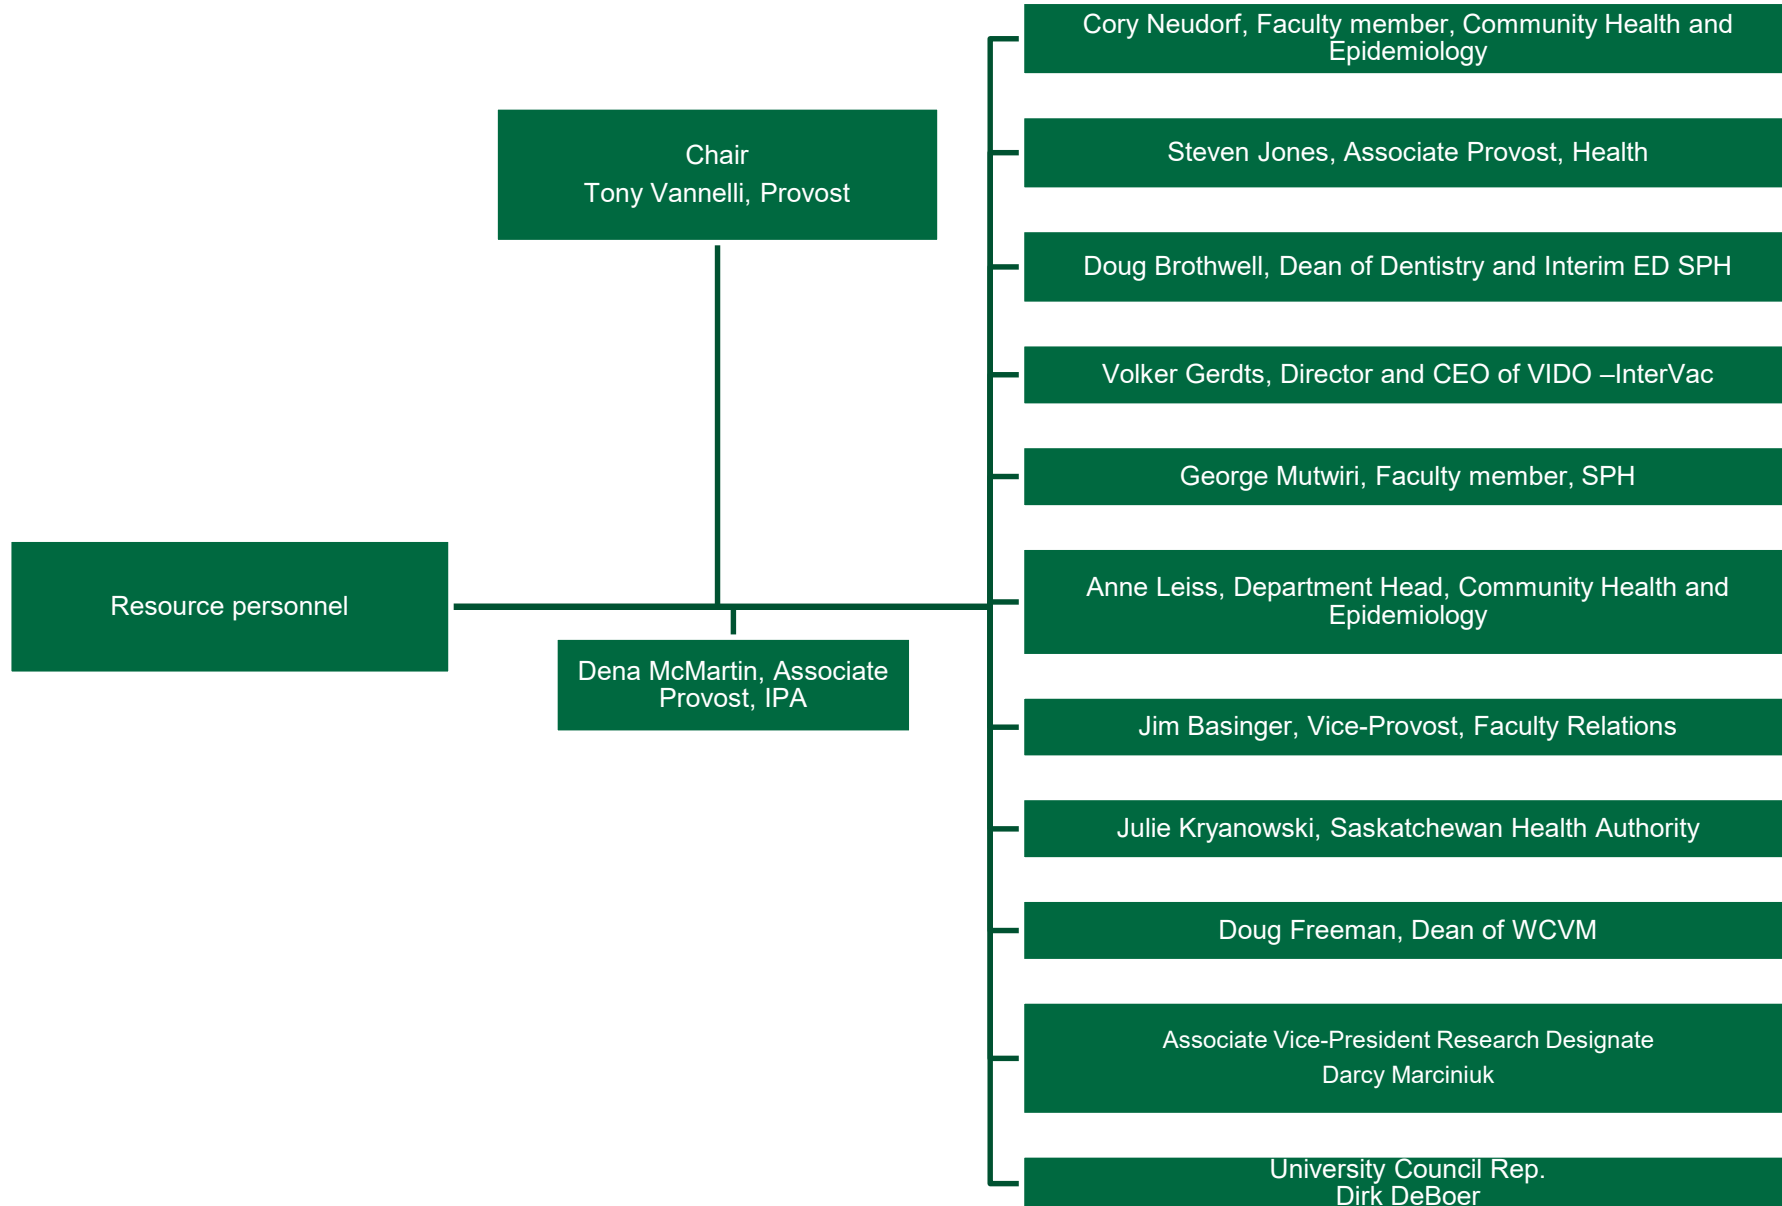 Chair
Tony Vannelli, Provost
Resource personnel
Dena McMartin, Associate
Provost, IPA
Cory Neudorf, Faculty member, Community Health and
Epidemiology
Steven Jones, Associate Provost, Health
Doug Brothwell, Dean of Dentistry and Interim ED SPH
Volker Gerdts, Director and CEO of VIDO –InterVac
George Mutwiri, Faculty member, SPH
Anne Leiss, Department Head, Community Health and
Epidemiology
Jim Basinger, Vice-Provost, Faculty Relations
Julie Kryanowski, Saskatchewan Health Authority
Doug Freeman, Dean of WCVM
Associate Vice-President Research Designate
Darcy Marciniuk
University Council Rep.
Dirk DeBoer